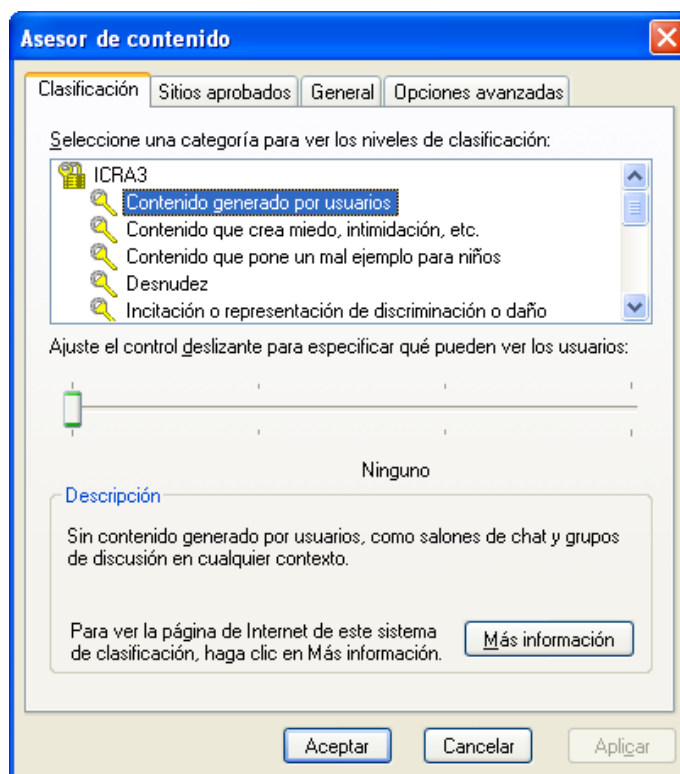 Asesor de contenido
Clasificación
Sitios aprobados
General
Opciones avanzadas
Seleccione una categoría para ver los niveles de clasificación:
ICRA3
Contenido generado por usuarios
Contenido que crea miedo, intimidación, etc.
Contenido que pone un mal ejemplo para niños
Desnudez
Incitación o representación de discriminación o daño
Ajuste el control deslizante para especificar qué pueden ver los usuarios:
Ninguno
Descripción
Sin contenido generado por usuarios, como salones de chat y grupos
de discusión en cualquier contexto.
Para ver la página de Internet de este sistema
de clasificación, haga clic en Más información.
Más información
Aceptar
Cancelar
Aplicar